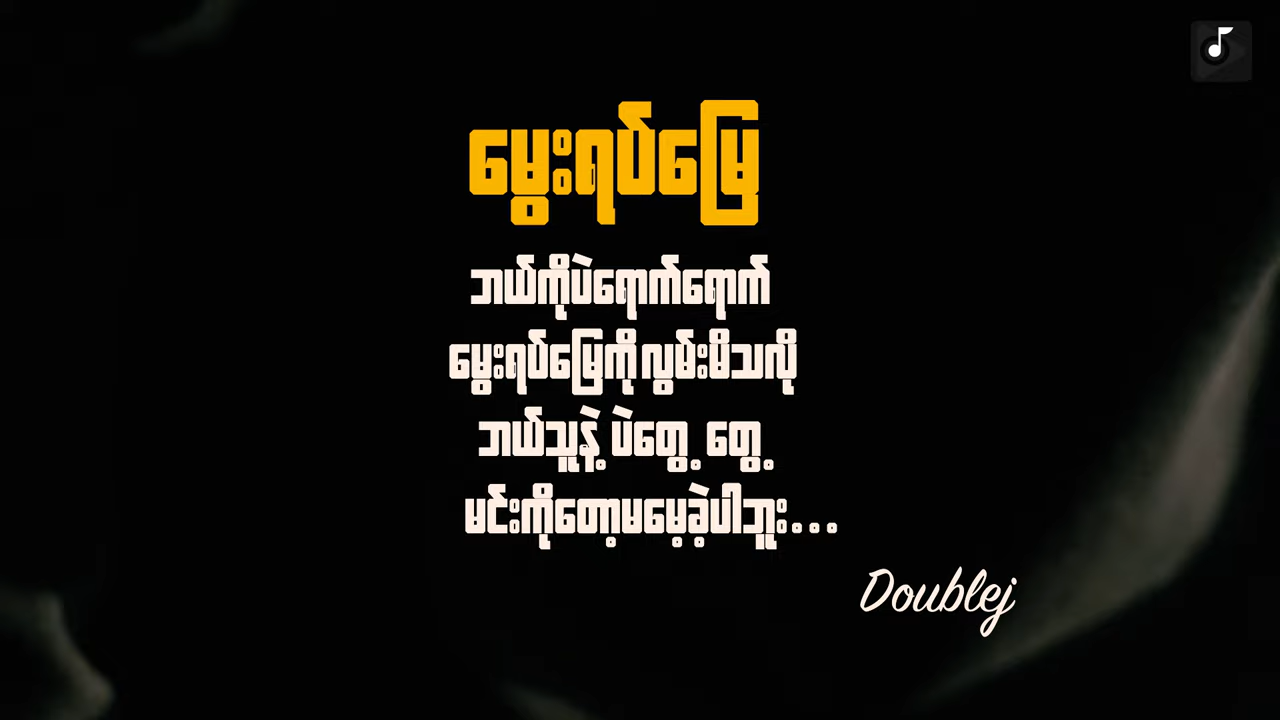 မွေးရပ်မြေ
ဘယ်ကိုပဲရောက်ရောက်
မွေးရပ်မြေကိုလွမ်းမိသလို
ဘယ်သူနဲ့ ပဲတွေ့ တွေ့
မင်းကိုတော့မမေ့ခဲ့ပါဘူး...
Doublej